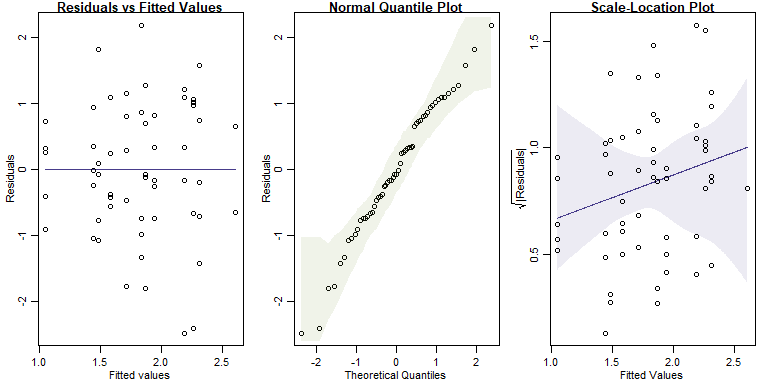 Residuals vs Fitted Values
Residuals
2
1
0
-1
-2
1.0
1.5
2.0
2.5
Fitted values
Normal Quantile Plot
Residuals
2
1
0
-1
-2
-2
-1
0
1
2
Theoretical Quantiles
Scale-Location Plot
√|Residuals|
1.5
1.0
0.5
1.0
1.5
2.0
2.5
Fitted Values